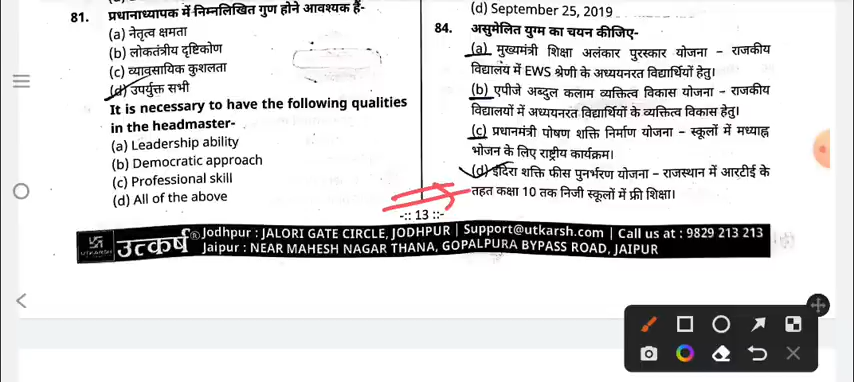 81. प्रधानाध्यापक में निम्नलिखित गुण होने आवश्यक हैं-
(a) नेतृत्व क्षमता
(b) लोकतंत्रीय दृष्टिकोण
(c) व्यावसायिक कुशलता
(d) उपर्युक्त सभी
It is necessary to have the following qualities
in the headmaster-
(a) Leadership ability
(b) Democratic approach
(c) Professional skill
(d) All of the above
(d) September 25, 2019
84. असुमेलित युग्म का चयन कीजिए-
(a) मुख्यमंत्री शिक्षा अलंकार पुरस्कार योजना – राजकीय
विद्यालय में EWS श्रेणी के अध्ययनरत विद्यार्थियों हेतु।
(b) एपीजे अब्दुल कलाम व्यक्तित्व विकास योजना – राजकीय
विद्यालयों में अध्ययनरत विद्यार्थियों के व्यक्तित्व विकास हेतु।
(c) प्रधानमंत्री पोषण शक्ति निर्माण योजना – स्कूलों में मध्याह्न
भोजन के लिए राष्ट्रीय कार्यक्रम।
(d) इंदिरा शक्ति फीस पुनर्भरण योजना – राजस्थान में आरटीई के
तहत कक्षा 10 तक निजी स्कूलों में फ्री शिक्षा।
-:: 13 ::-
UTKARSH
उत्कर्ष®
Jodhpur : JALORI GATE CIRCLE, JODHPUR | Support@utkarsh.com | Call us at : 9829 213 213
Jaipur : NEAR MAHESH NAGAR THANA, GOPALPURA BYPASS ROAD, JAIPUR